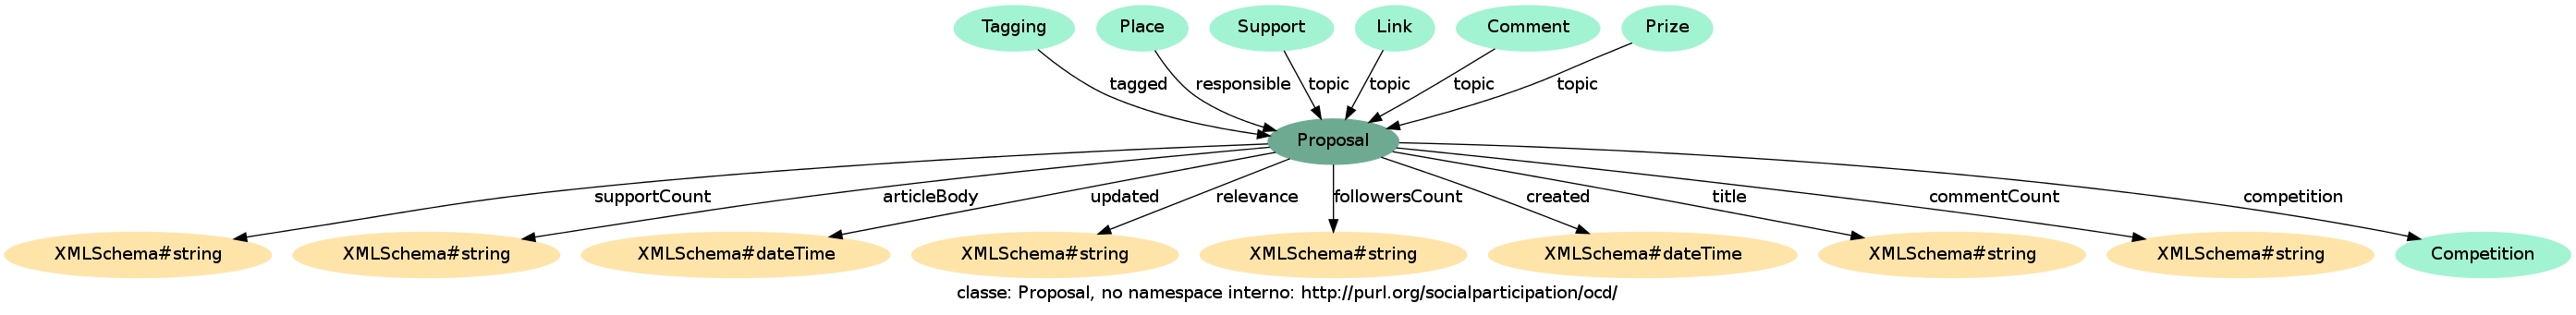 Tagging Place Support Link Comment Prize
tagged responsible topic topic topic topic
Proposal
supportCount articleBody updated relevance followersCount created title commentCount competition
XMLSchema#string XMLSchema#string XMLSchema#dateTime XMLSchema#string XMLSchema#string XMLSchema#dateTime XMLSchema#string XMLSchema#string Competition
classe: Proposal, no namespace interno: http://purl.org/socialparticipation/ocd/